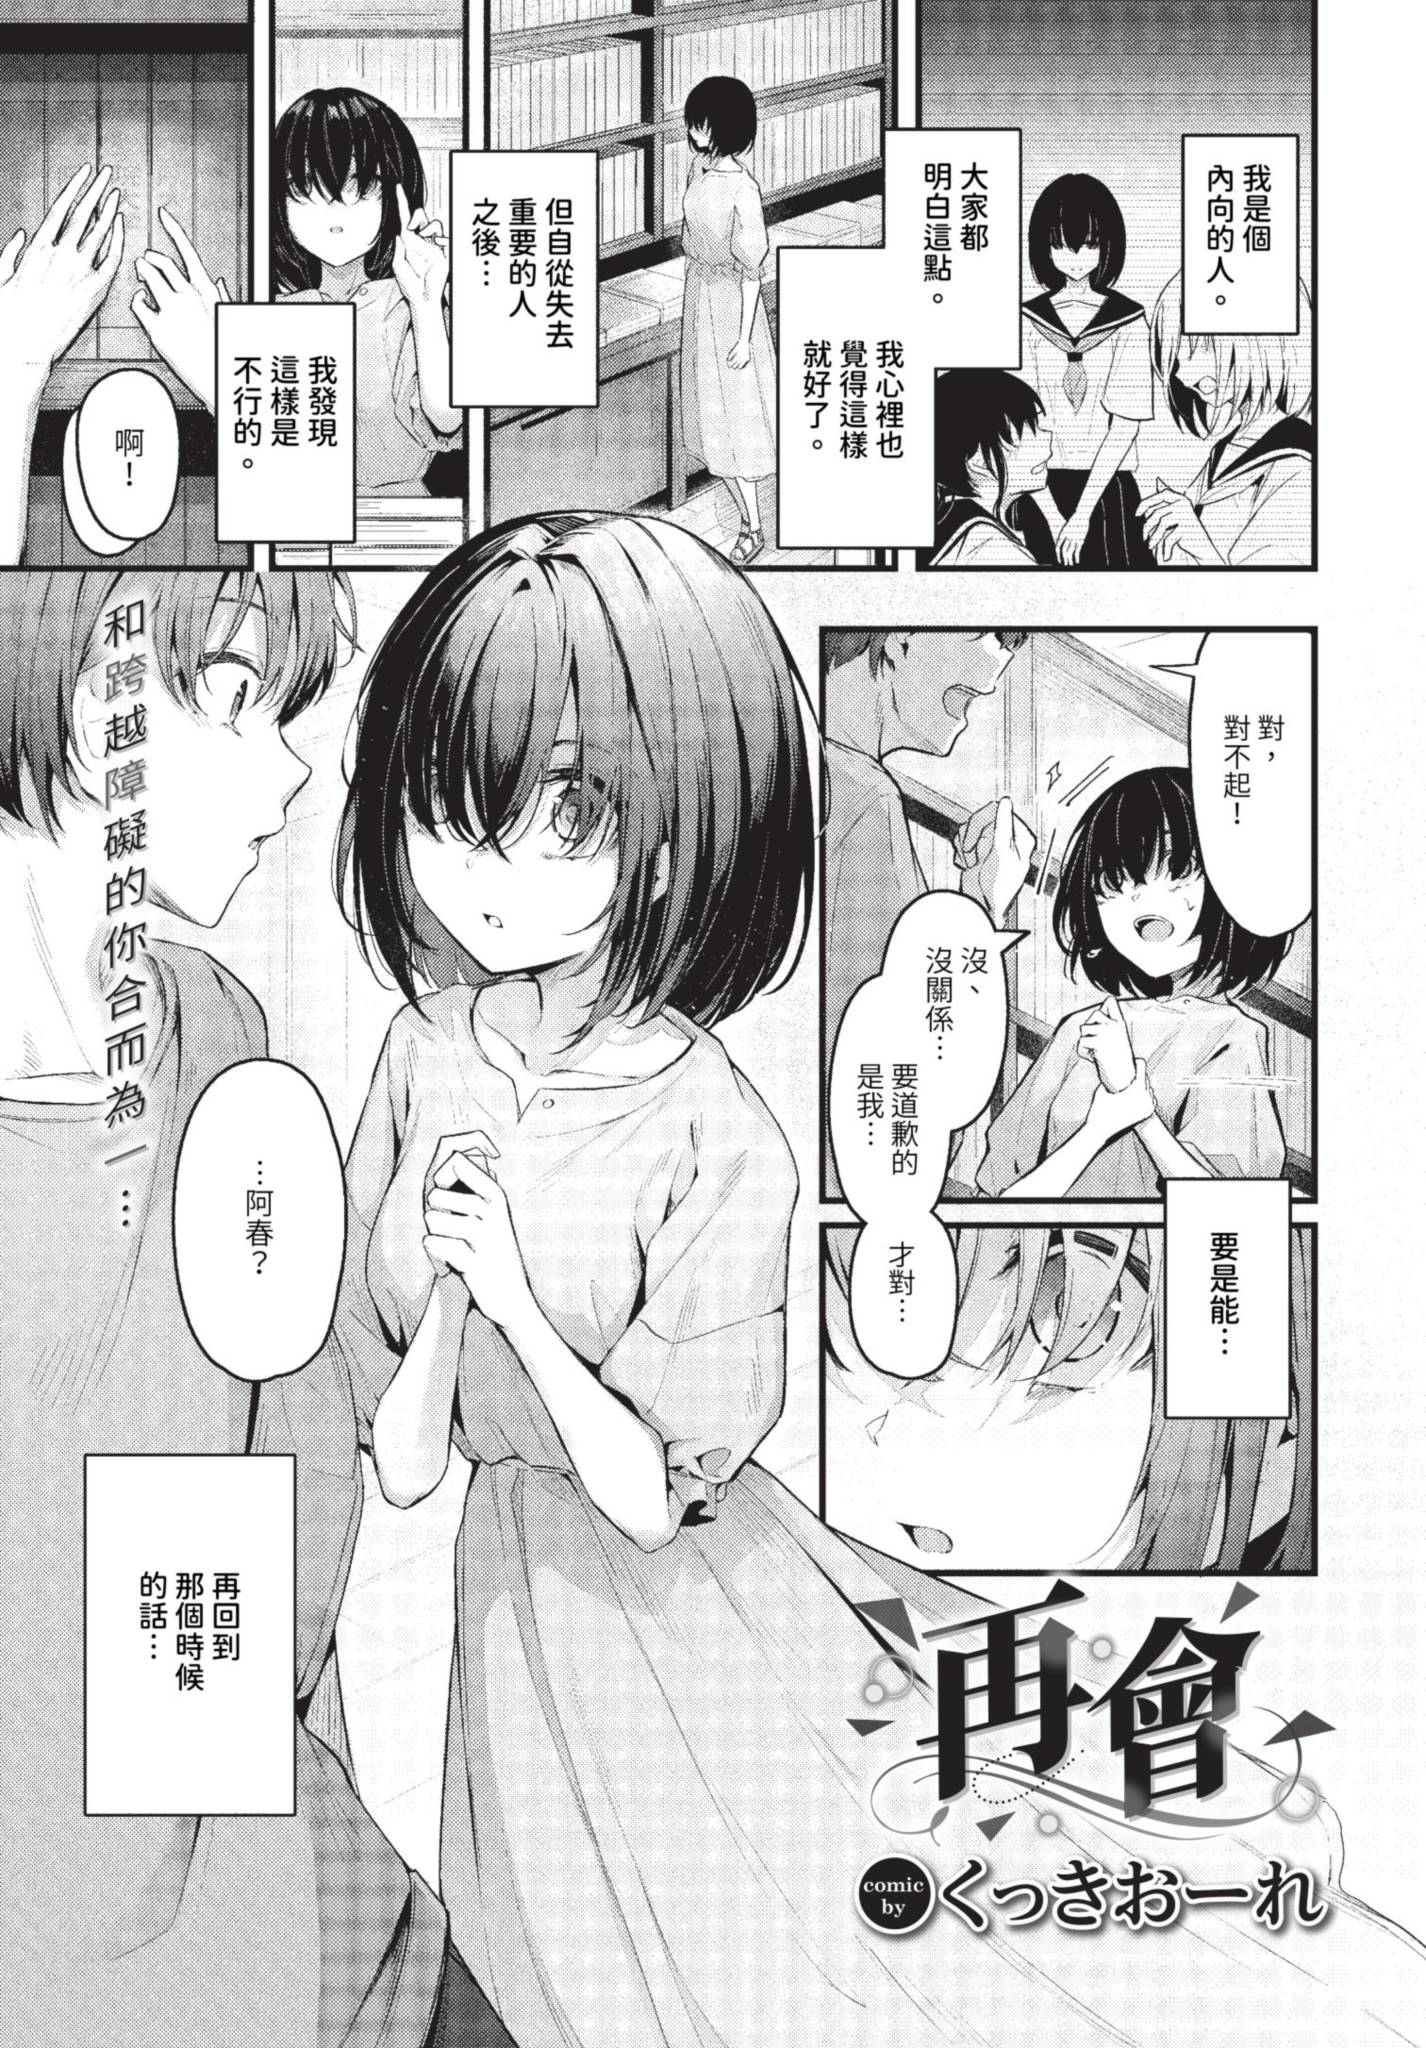 我是個
內向的人。
大家都
明白這點。
我心裡也
覺得這樣
就好了。
但自從失去
重要的人
之後…
我發現
這樣是
不行的。
啊！
對，
對不起！
沒、
沒關係…
要道歉的
是我…
才對…
要是能…
和跨越障礙的你合而為一…
…阿春？
再回到
那個時候
的話…
再會
comic
by
くっきおーれ